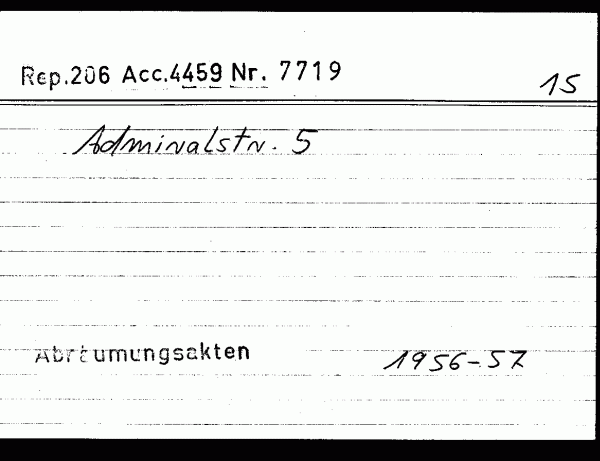 Rep.206 Acc.4459 Nr. 7719
15
Admiralstr. 5
Abräumungsakten 1956-57